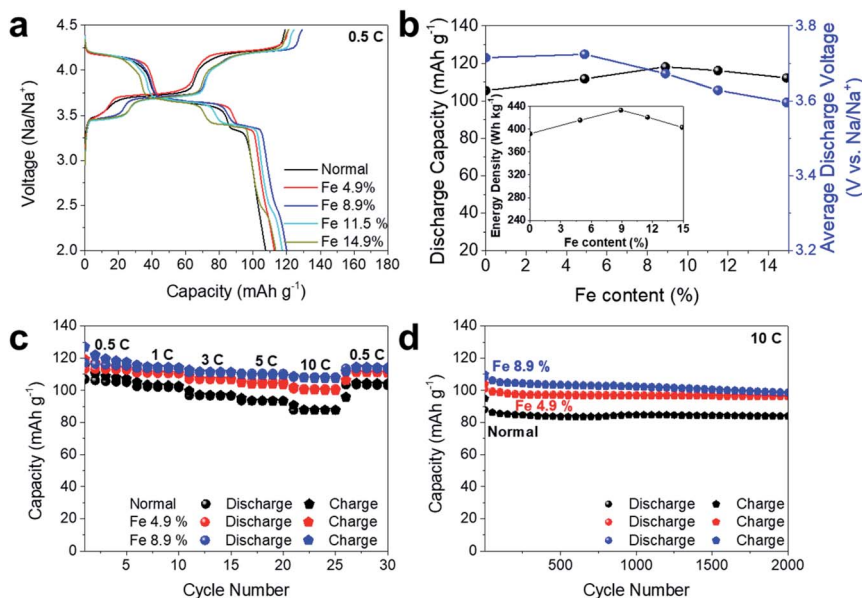 a
0.5 C
4.5
4.0
3.5
3.0
2.5
2.0
Voltage (Na/Na⁺)
Normal
Fe 4.9%
Fe 8.9%
Fe 11.5 %
Fe 14.9%
0 20 40 60 80 100 120 140 160 180
Capacity (mAh g⁻¹)
b
140
120
100
80
60
40
20
Discharge Capacity (mAh g⁻¹)
3.8
3.6
3.4
3.2
Average Discharge Voltage
(V vs. Na/Na⁺)
440
400
360
320
280
240
Energy Density (Wh kg⁻¹)
0 3 6 9 12 15
Fe content (%)
0 5 10 15
Fe content (%)
c
140
120
100
80
60
40
20
0
Capacity (mAh g⁻¹)
0.5 C 1 C 3 C 5 C 10 C 0.5 C
Normal Discharge Charge
Fe 4.9 % Discharge Charge
Fe 8.9 % Discharge Charge
5 10 15 20 25 30
Cycle Number
d
10 C
140
120
100
80
60
40
20
0
Capacity (mAh g⁻¹)
Fe 8.9 %
Fe 4.9 %
Normal
Discharge Charge
Discharge Charge
Discharge Charge
500 1000 1500 2000
Cycle Number